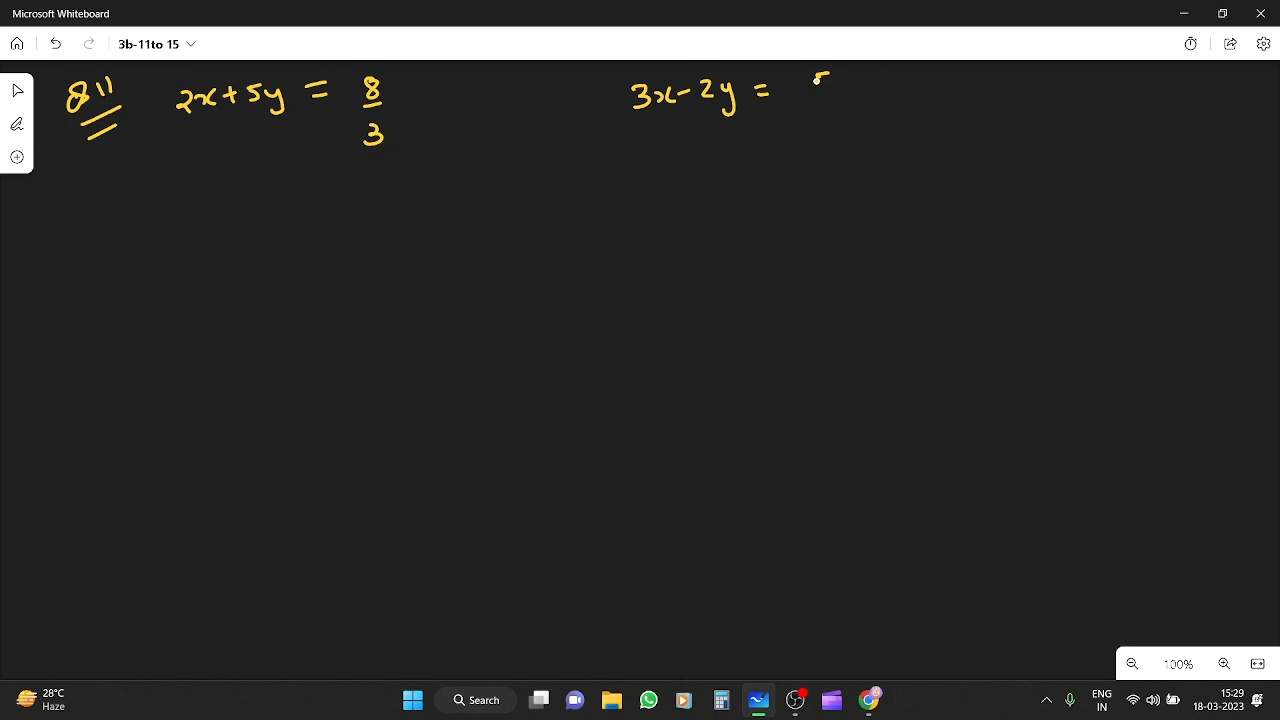 Microsoft Whiteboard
3b-11to 15
811 2x+5y = 8/3 3x-2y =
100%
28°C
Haze
Search
ENG
IN
15:29
18-03-2023